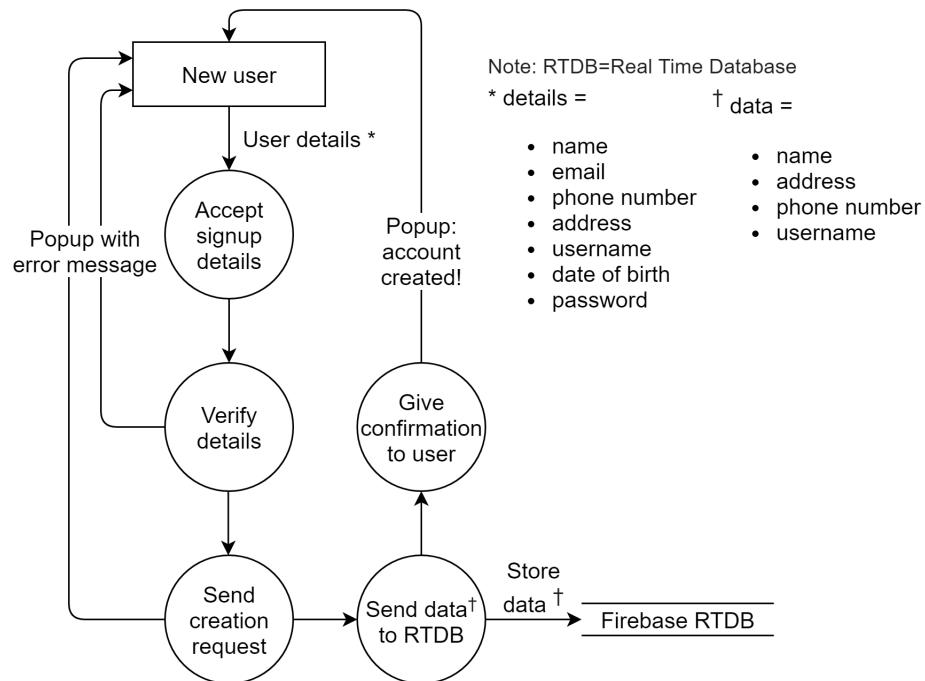 New user
Note: RTDB=Real Time Database
* details =
† data =
• name
• email
• phone number
• address
• username
• date of birth
• password
• name
• address
• phone number
• username
User details *
Accept
signup
details
Popup with
error message
Popup:
account
created!
Verify
details
Give
confirmation
to user
Send
creation
request
Send data†
to RTDB
Store
data †
Firebase RTDB